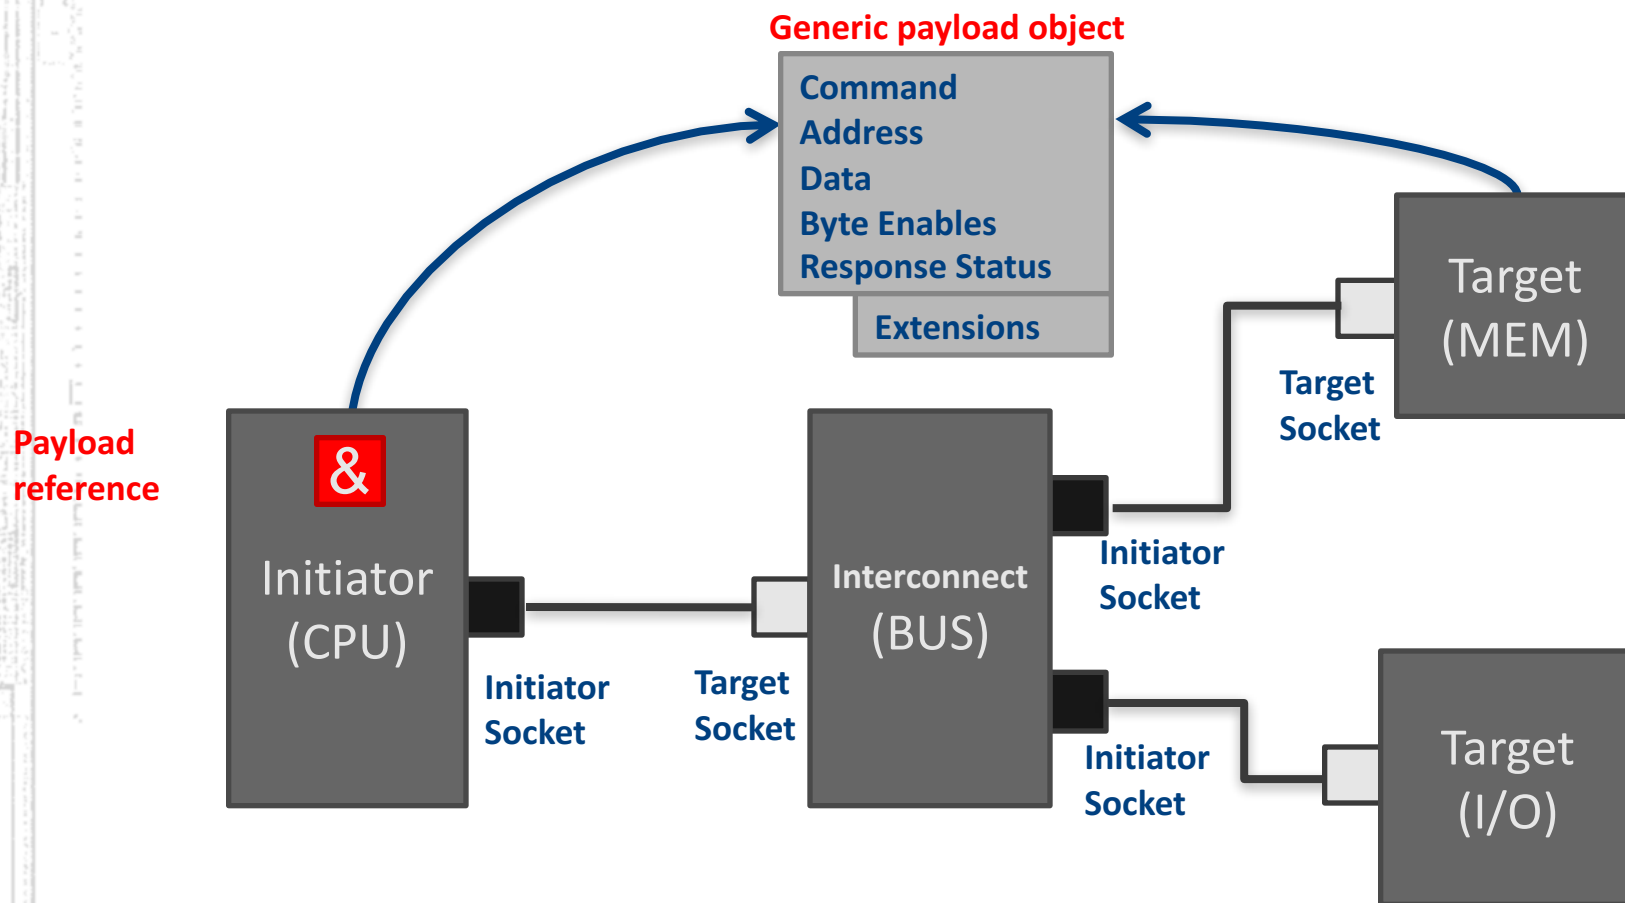 Generic payload object
Command
Address
Data
Byte Enables
Response Status
Extensions
Target
(MEM)
Target
Socket
Payload
reference
&
Initiator
(CPU)
Initiator
Socket
Target
Socket
Interconnect
(BUS)
Initiator
Socket
Initiator
Socket
Target
(I/O)